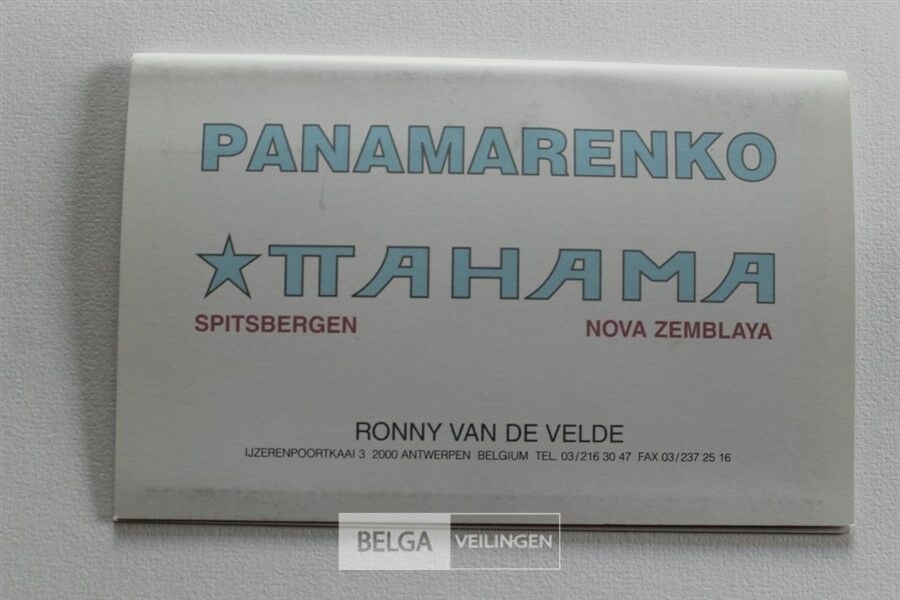 PANAMARENKO
★ПАНАМА
SPITSBERGEN NOVA ZEMBLAYA
RONNY VAN DE VELDE
IJZERENPOORTKAAI 3 2000 ANTWERPEN BELGIUM TEL. 03/216 30 47 FAX 03/237 25 16
BELGA VEILINGEN